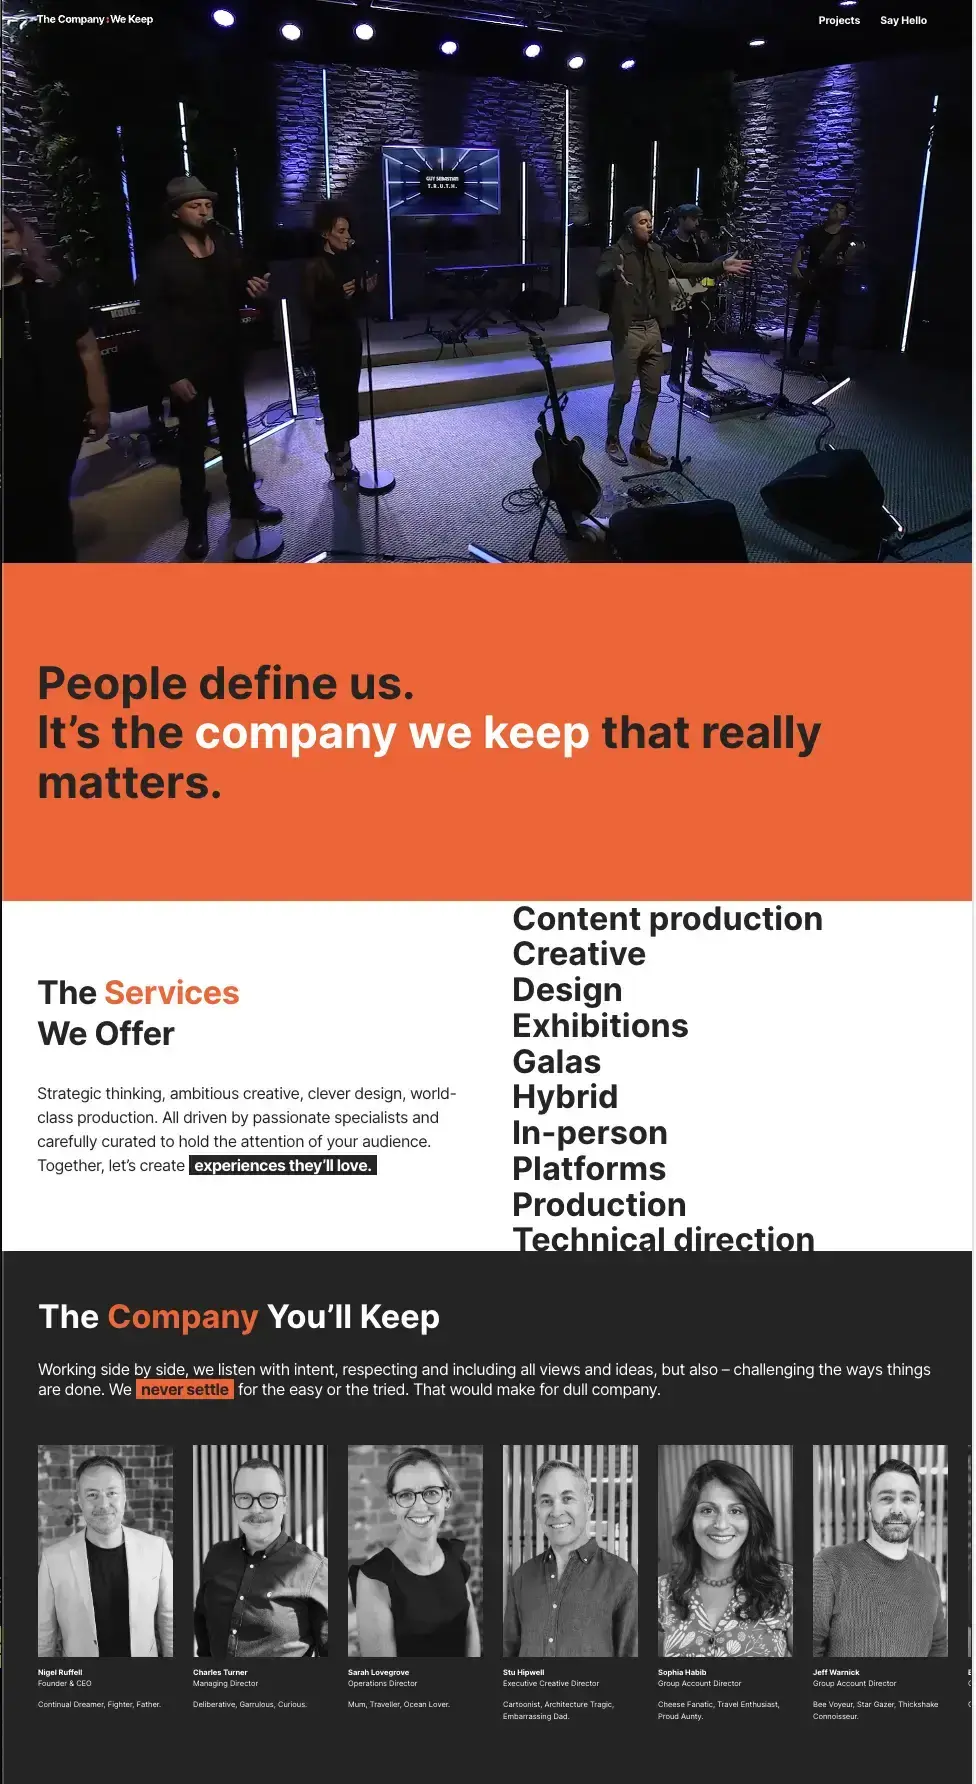 The Company : We Keep
Projects
Say Hello
GUY SEBASTIAN
T.R.U.T.H.
KORG
People define us.
It’s the company we keep that really
matters.
The Services
We Offer
Strategic thinking, ambitious creative, clever design, world-
class production. All driven by passionate specialists and
carefully curated to hold the attention of your audience.
Together, let’s create experiences they’ll love.
Content production
Creative
Design
Exhibitions
Galas
Hybrid
In-person
Platforms
Production
Technical direction
The Company You’ll Keep
Working side by side, we listen with intent, respecting and including all views and ideas, but also – challenging the ways things
are done. We never settle for the easy or the tried. That would make for dull company.
Nigel Ruffell
Founder & CEO
Continual Dreamer, Fighter, Father.
Charles Turner
Managing Director
Deliberative, Garrulous, Curious.
Sarah Lovegrove
Operations Director
Mum, Traveller, Ocean Lover.
Stu Hipwell
Executive Creative Director
Cartoonist, Architecture Tragic,
Embarrassing Dad.
Sophia Habib
Group Account Director
Cheese Fanatic, Travel Enthusiast,
Proud Aunty.
Jeff Warnick
Group Account Director
Bee Voyeur, Star Gazer, Thickshake
Connoisseur.